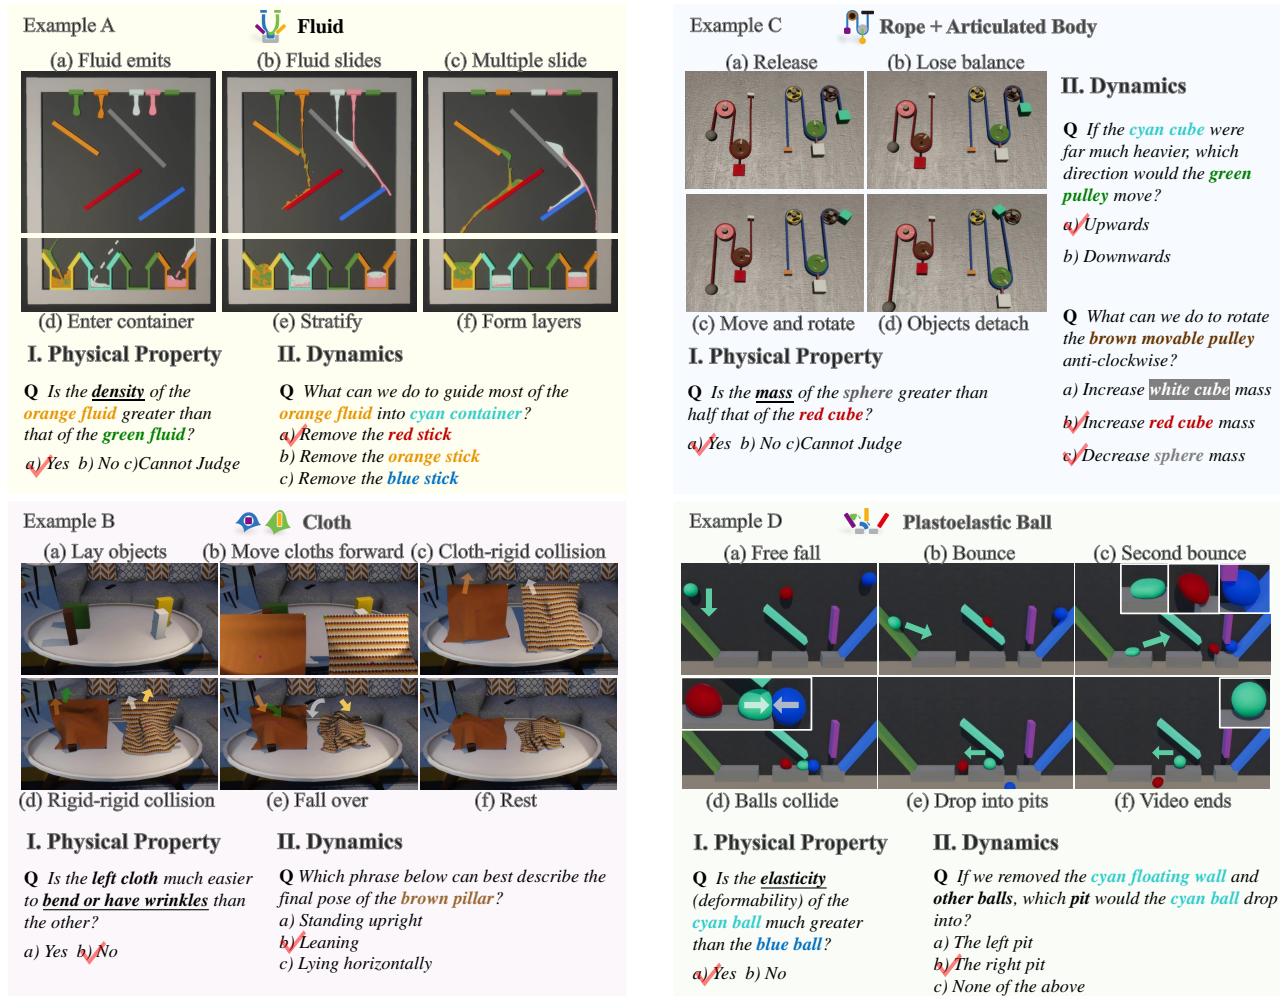 Example A
Fluid
(a) Fluid emits
(b) Fluid slides
(c) Multiple slide
(d) Enter container
(e) Stratify
(f) Form layers
I. Physical Property
Q Is the density of the
orange fluid greater than
that of the green fluid?
a) Yes b) No c)Cannot Judge
II. Dynamics
Q What can we do to guide most of the
orange fluid into cyan container?
a) Remove the red stick
b) Remove the orange stick
c) Remove the blue stick
Example C
Rope + Articulated Body
(a) Release
(b) Lose balance
(c) Move and rotate
(d) Objects detach
I. Physical Property
Q Is the mass of the sphere greater than
half that of the red cube?
a) Yes b) No c)Cannot Judge
II. Dynamics
Q If the cyan cube were
far much heavier, which
direction would the green
pulley move?
a) Upwards
b) Downwards
Q What can we do to rotate
the brown movable pulley
anti-clockwise?
a) Increase white cube mass
b) Increase red cube mass
c) Decrease sphere mass
Example B
Cloth
(a) Lay objects
(b) Move cloths forward
(c) Cloth-rigid collision
(d) Rigid-rigid collision
(e) Fall over
(f) Rest
I. Physical Property
Q Is the left cloth much easier
to bend or have wrinkles than
the other?
a) Yes b) No
II. Dynamics
Q Which phrase below can best describe the
final pose of the brown pillar?
a) Standing upright
b) Leaning
c) Lying horizontally
Example D
Plastoelastic Ball
(a) Free fall
(b) Bounce
(c) Second bounce
(d) Balls collide
(e) Drop into pits
(f) Video ends
I. Physical Property
Q Is the elasticity
(deformability) of the
cyan ball much greater
than the blue ball?
a) Yes b) No
II. Dynamics
Q If we removed the cyan floating wall and
other balls, which pit would the cyan ball drop
into?
a) The left pit
b) The right pit
c) None of the above